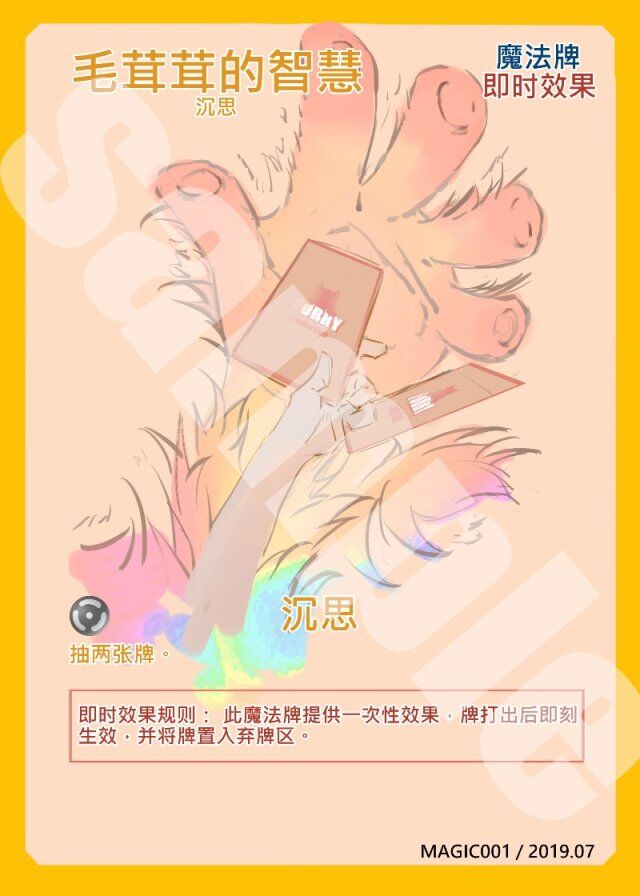 毛茸茸的智慧
沉思
魔法牌
即时效果
Sample
FURRY
沉思
抽两张牌。
即时效果规则： 此魔法牌提供一次性效果，牌打出后即刻
生效，并将牌置入弃牌区。
MAGIC001 / 2019.07